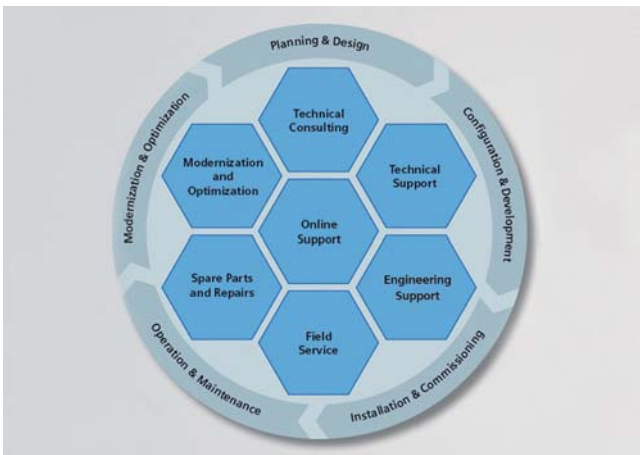 Planning & Design
Configuration & Development
Installation & Commissioning
Operation & Maintenance
Modernization & Optimization
Technical
Consulting
Technical
Support
Engineering
Support
Field
Service
Spare Parts
and Repairs
Modernization
and
Optimization
Online
Support